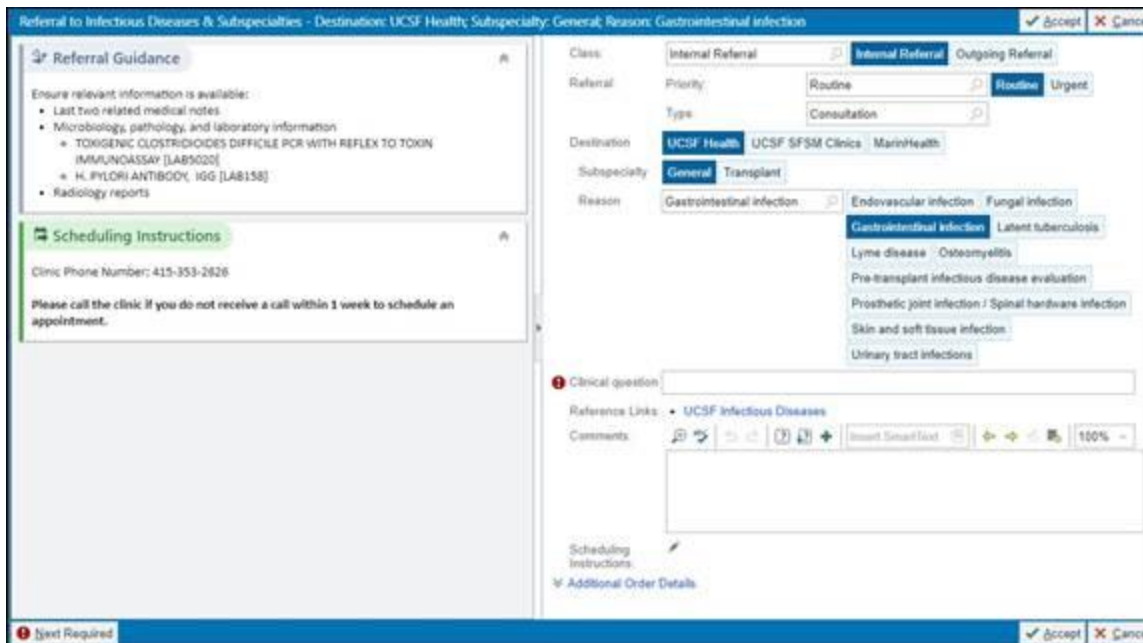 Referral to Infectious Diseases & Subspecialties - Destination: UCSF Health; Subspecialty: General; Reason: Gastrointestinal infection
Accept
Cance
Referral Guidance
Ensure relevant information is available:
• Last two related medical notes
• Microbiology, pathology, and laboratory information
TOXIGENIC CLOSTRIDIOIDES DIFFICILE PCR WITH REFLEX TO TOXIN
IMMUNOASSAY [LAB5020]
H. PYLORI ANTIBODY, IGG [LAB158]
• Radiology reports
Scheduling Instructions
Clinic Phone Number: 415-353-2626
Please call the clinic if you do not receive a call within 1 week to schedule an
appointment.
Class: Internal Referral Internal Referral Outgoing Referral
Referral Priority: Routine Routine Urgent
Type: Consultation
Destination UCSF Health UCSF SFSM Clinics MarinHealth
Subspecialty General Transplant
Reason Gastrointestinal infection Endovascular infection Fungal infection
Gastrointestinal infection Latent tuberculosis
Lyme disease Osteomyelitis
Pre-transplant infectious disease evaluation
Prosthetic joint infection / Spinal hardware infection
Skin and soft tissue infection
Urinary tract infections
Clinical question
Reference Links • UCSF Infectious Diseases
Comments Insert SmartText 100%
Scheduling
Instructions:
Additional Order Details
Next Required
Accept
Cance